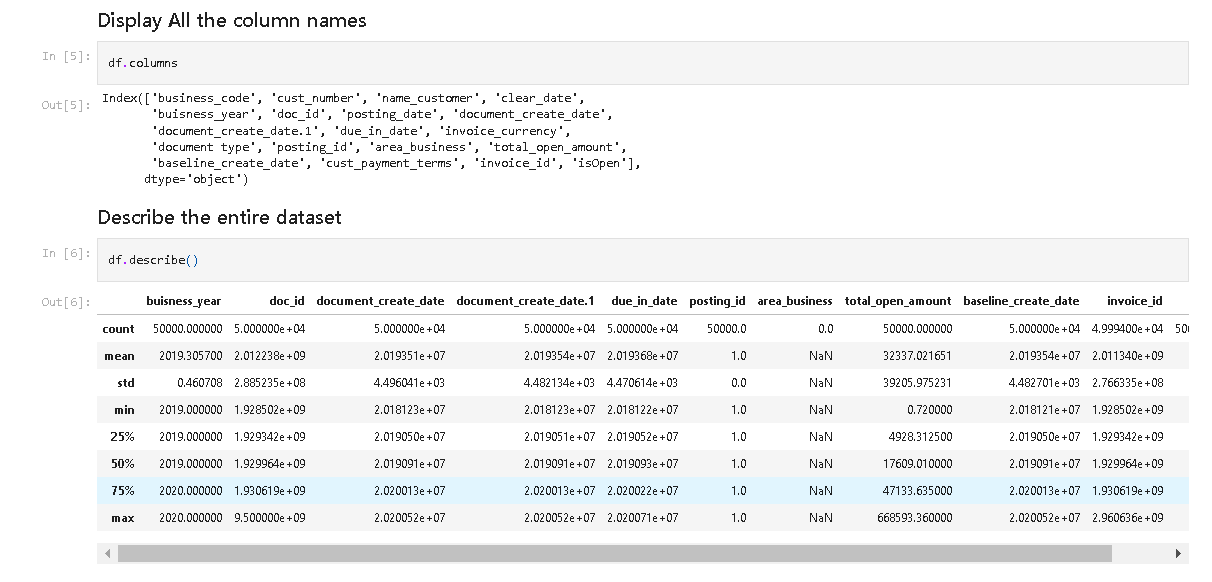 Display All the column names
In [5]: df.columns
Out[5]: Index(['business_code', 'cust_number', 'name_customer', 'clear_date',
'buisness_year', 'doc_id', 'posting_date', 'document_create_date',
'document_create_date.1', 'due_in_date', 'invoice_currency',
'document type', 'posting_id', 'area_business', 'total_open_amount',
'baseline_create_date', 'cust_payment_terms', 'invoice_id', 'isOpen'],
dtype='object')
Describe the entire dataset
In [6]: df.describe()
Out[6]:
buisness_year doc_id document_create_date document_create_date.1 due_in_date posting_id area_business total_open_amount baseline_create_date invoice_id
count 50000.000000 5.000000e+04 5.000000e+04 5.000000e+04 5.000000e+04 50000.0 0.0 50000.000000 5.000000e+04 4.999400e+04 500
mean 2019.305700 2.012238e+09 2.019351e+07 2.019354e+07 2.019368e+07 1.0 NaN 32337.021651 2.019354e+07 2.011340e+09
std 0.460708 2.885235e+08 4.496041e+03 4.482134e+03 4.470614e+03 0.0 NaN 39205.975231 4.482701e+03 2.766335e+08
min 2019.000000 1.928502e+09 2.018123e+07 2.018123e+07 2.018122e+07 1.0 NaN 0.720000 2.018121e+07 1.928502e+09
25% 2019.000000 1.929342e+09 2.019050e+07 2.019051e+07 2.019052e+07 1.0 NaN 4928.312500 2.019050e+07 1.929342e+09
50% 2019.000000 1.929964e+09 2.019091e+07 2.019091e+07 2.019093e+07 1.0 NaN 17609.010000 2.019091e+07 1.929964e+09
75% 2020.000000 1.930619e+09 2.020013e+07 2.020013e+07 2.020022e+07 1.0 NaN 47133.635000 2.020013e+07 1.930619e+09
max 2020.000000 9.500000e+09 2.020052e+07 2.020052e+07 2.020071e+07 1.0 NaN 668593.360000 2.020052e+07 2.960636e+09